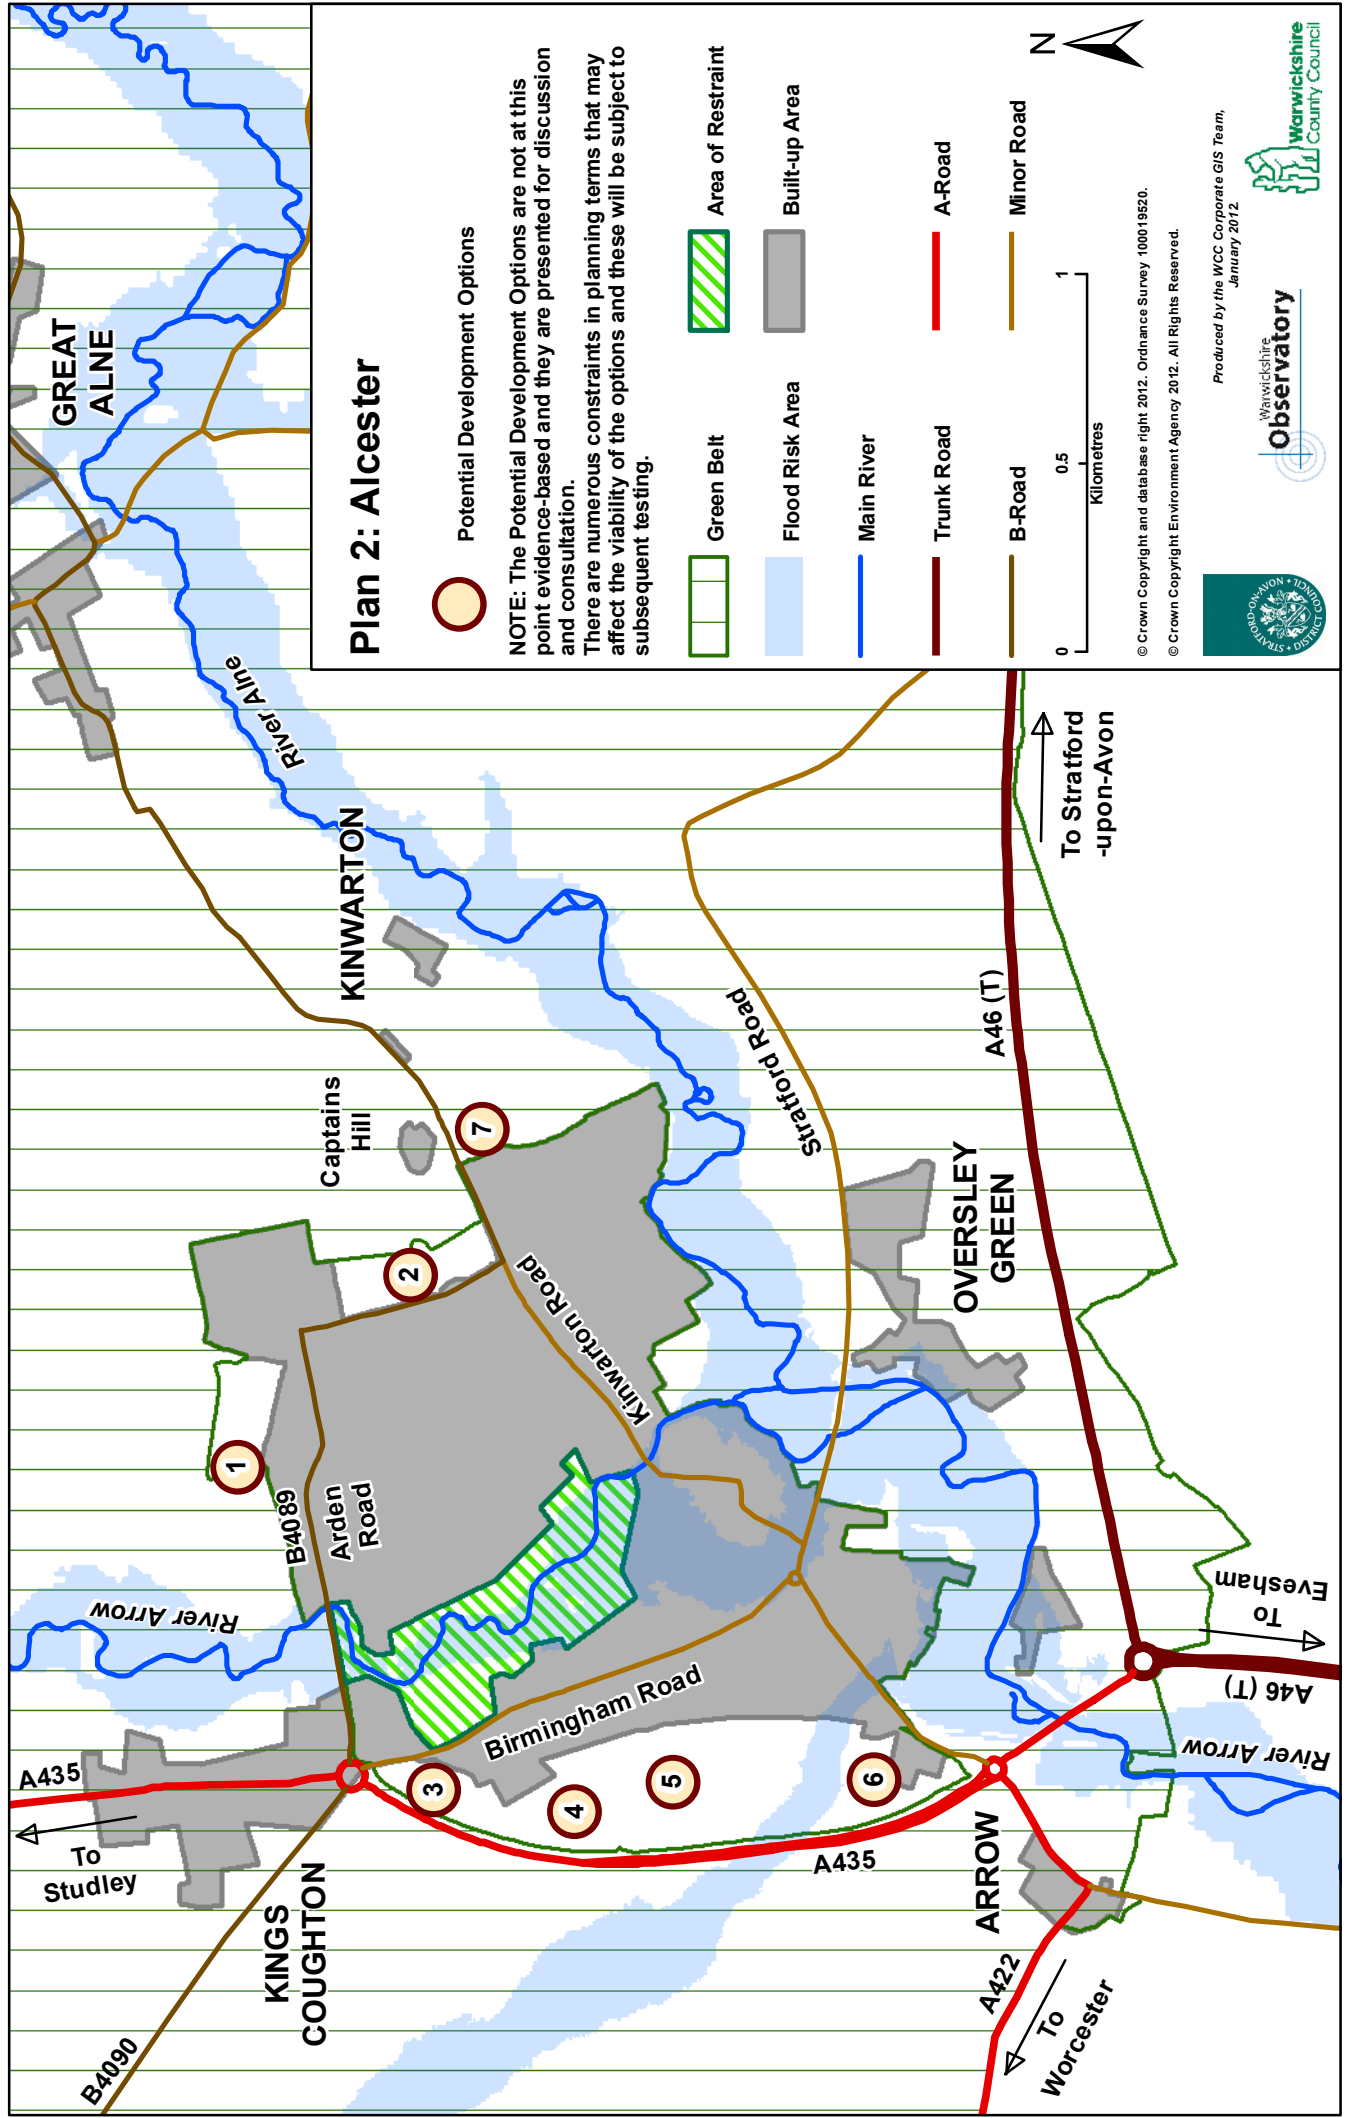 B4090
KINGS
COUGHTON
To
Studley
A435
River Arrow
B4089
Arden
Road
Captains
Hill
KINWARTON
River Alne
GREAT
ALNE
1
2
3
4
5
6
7
Birmingham Road
Kinwarton Road
Stratford Road
OVERSLEY
GREEN
A435
ARROW
A422
To
Worcester
A46 (T)
To Stratford
-upon-Avon
To
Evesham
A46 (T)
River Arrow
Plan 2: Alcester
Potential Development Options
NOTE: The Potential Development Options are not at this
point evidence-based and they are presented for discussion
and consultation.
There are numerous constraints in planning terms that may
affect the viability of the options and these will be subject to
subsequent testing.
Green Belt
Area of Restraint
Flood Risk Area
Built-up Area
Main River
Trunk Road
A-Road
B-Road
Minor Road
N
0
0.5
1
Kilometres
© Crown Copyright and database right 2012. Ordnance Survey 100019520.
© Crown Copyright Environment Agency 2012. All Rights Reserved.
Produced by the WCC Corporate GIS Team,
January 2012.
STRATFORD-ON-AVON • DISTRICT COUNCIL •
Warwickshire
Observatory
Warwickshire
County Council